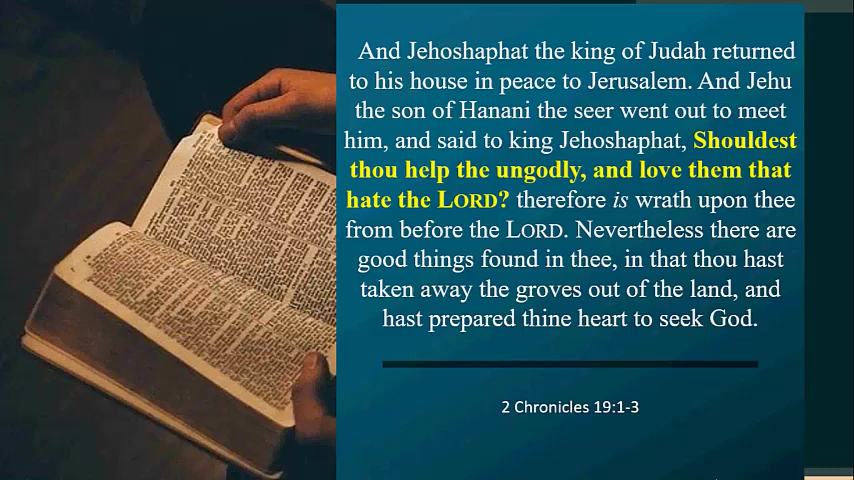 And Jehoshaphat the king of Judah returned
to his house in peace to Jerusalem. And Jehu
the son of Hanani the seer went out to meet
him, and said to king Jehoshaphat, Shouldest
thou help the ungodly, and love them that
hate the LORD? therefore is wrath upon thee
from before the LORD. Nevertheless there are
good things found in thee, in that thou hast
taken away the groves out of the land, and
hast prepared thine heart to seek God.
2 Chronicles 19:1-3